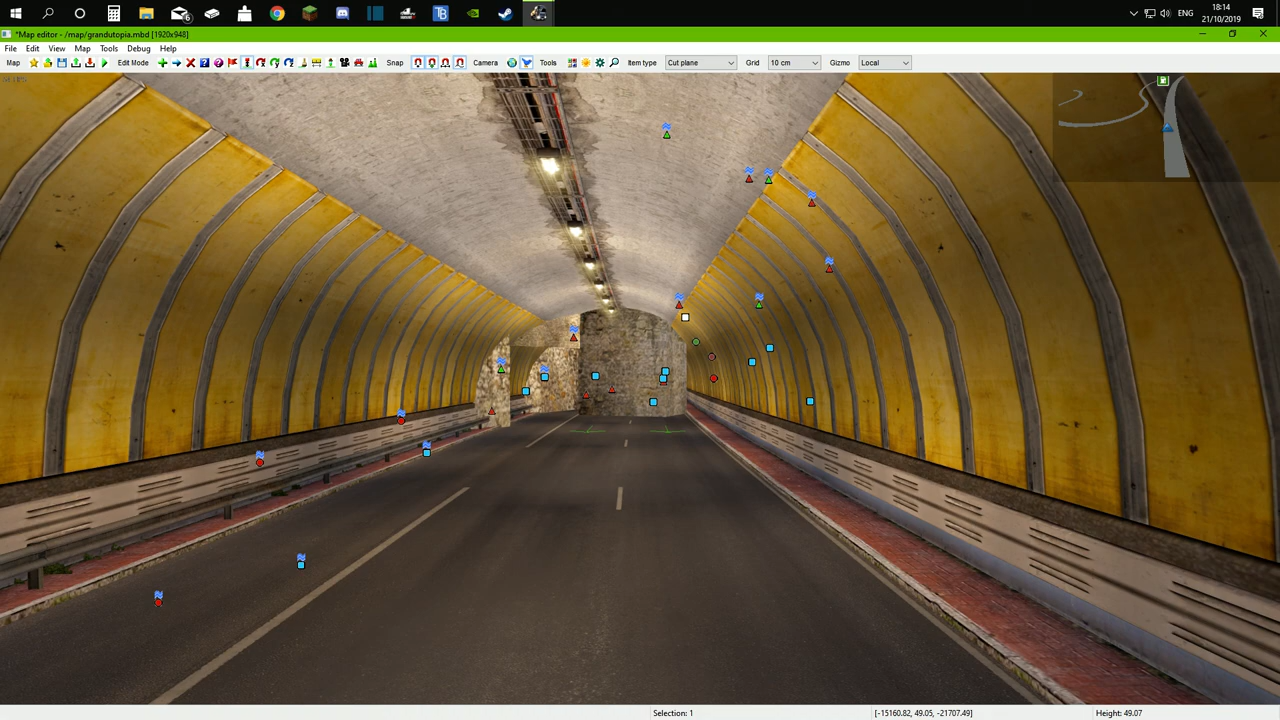 6
TB
ENG
18:14
21/10/2019
*Map editor - /map/grandutopia.mbd [1920x948]
File Edit View Map Tools Debug Help
Map Edit Mode Snap Camera Tools Item type Cut plane Grid 10 cm Gizmo Local
Selection: 1 [-15160.82, 49.05, -21707.49] Height: 49.07